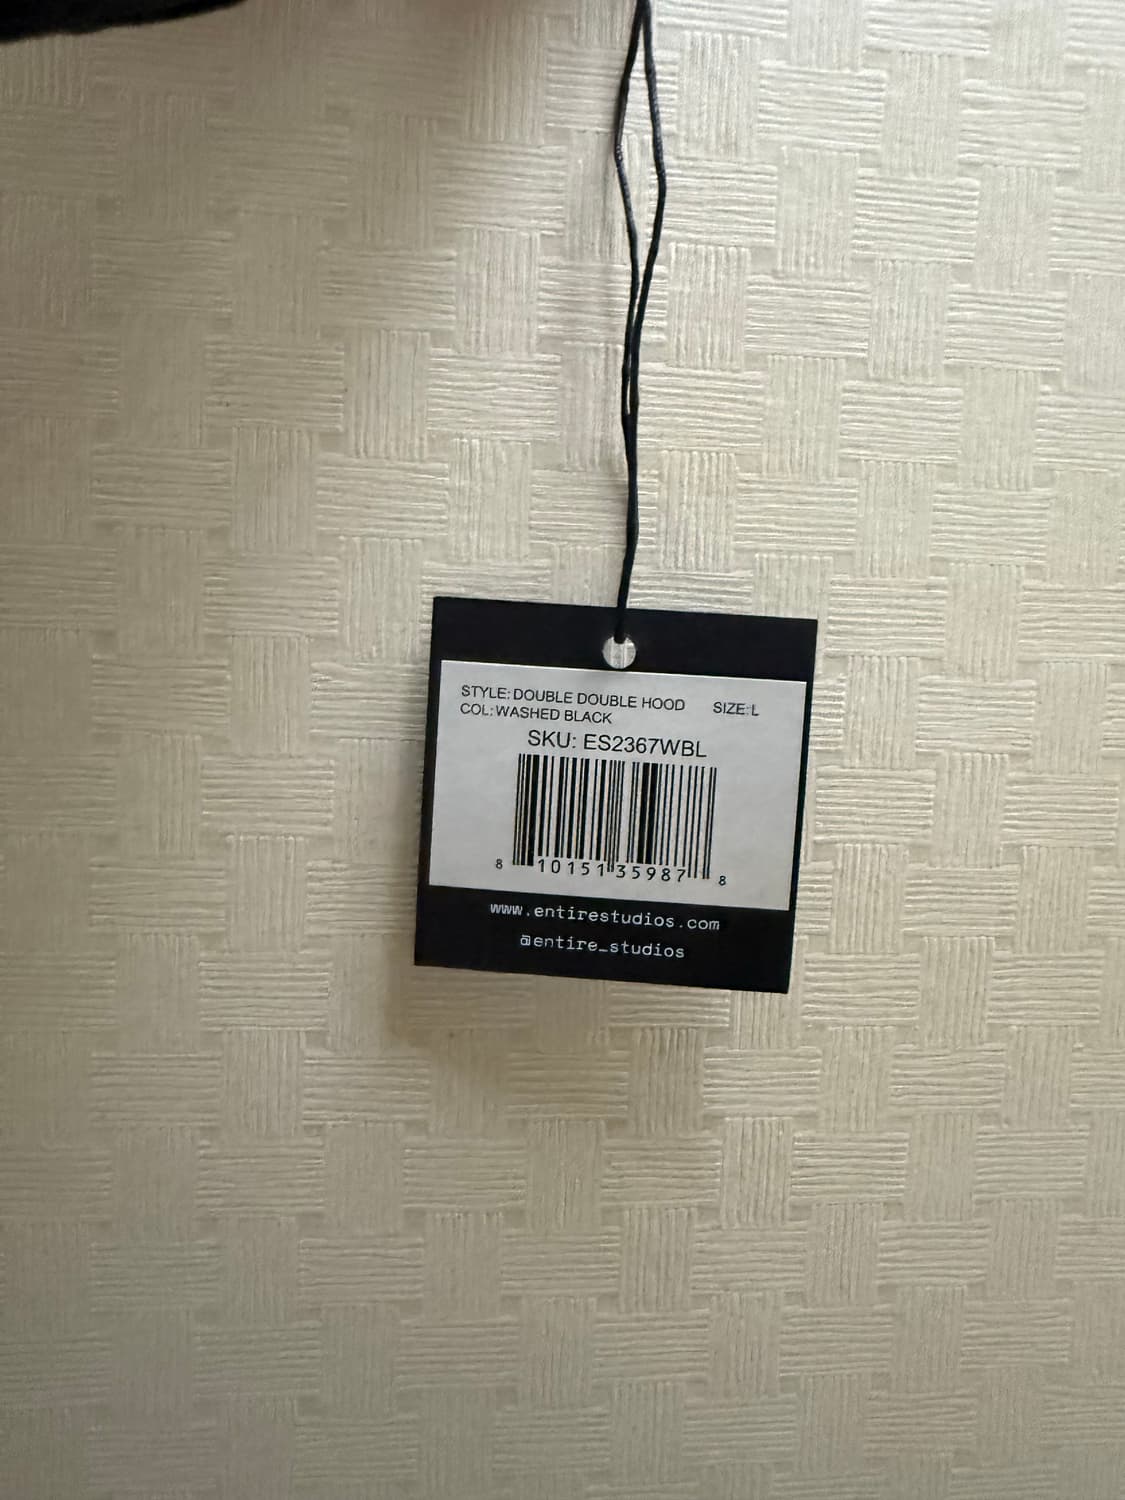 STYLE:DOUBLE DOUBLE HOOD SIZE:L
COL:WASHED BLACK
SKU: ES2367WBL
8 10151 35987 8
www.entirestudios.com
@entire_studios